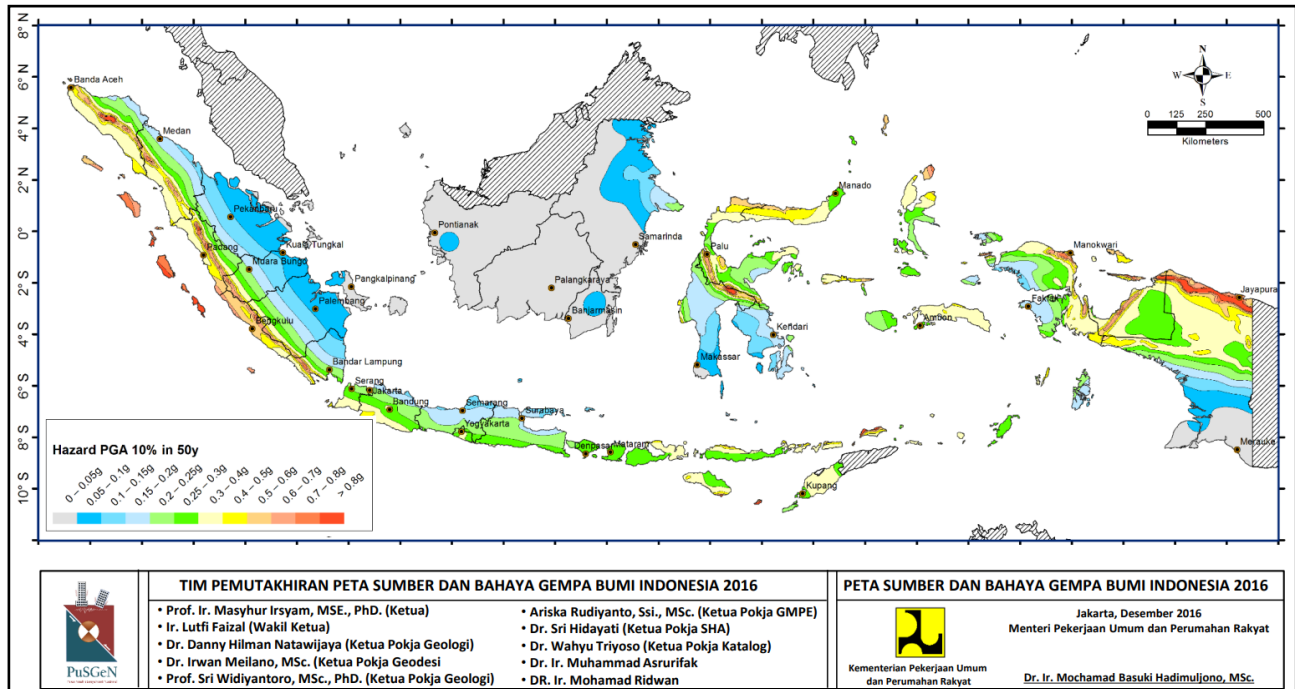 8° N
6° N
4° N
2° N
0°
2° S
4° S
6° S
8° S
10° S
N
W E
S
0 125 250 500
Kilometers
Banda Aceh
Medan
Pekanbaru
Kuala Tungkal
Padang
Muara Bungo
Pangkalpinang
Palembang
Bengkulu
Bandar Lampung
Serang
Jakarta
Bandung
Semarang
Yogyakarta
Surabaya
Denpasar
Mataram
Kupang
Pontianak
Samarinda
Palangkaraya
Banjarmasin
Manado
Palu
Kendari
Makassar
Ambon
Manokwari
Fakfak
Jayapura
Merauke
Hazard PGA 10% in 50y
0 – 0.05g
0.05 – 0.1g
0.1 – 0.15g
0.15 – 0.2g
0.2 – 0.25g
0.25 – 0.3g
0.3 – 0.4g
0.4 – 0.5g
0.5 – 0.6g
0.6 – 0.7g
0.7 – 0.8g
> 0.8g
PuSGeN
TIM PEMUTAKHIRAN PETA SUMBER DAN BAHAYA GEMPA BUMI INDONESIA 2016
• Prof. Ir. Masyhur Irsyam, MSE., PhD. (Ketua)
• Ir. Lutfi Faizal (Wakil Ketua)
• Dr. Danny Hilman Natawijaya (Ketua Pokja Geologi)
• Dr. Irwan Meilano, MSc. (Ketua Pokja Geodesi
• Prof. Sri Widiyantoro, MSc., PhD. (Ketua Pokja Geologi)
• Ariska Rudiyanto, Ssi., MSc. (Ketua Pokja GMPE)
• Dr. Sri Hidayati (Ketua Pokja SHA)
• Dr. Wahyu Triyoso (Ketua Pokja Katalog)
• Dr. Ir. Muhammad Asrurifak
• DR. Ir. Mohamad Ridwan
PETA SUMBER DAN BAHAYA GEMPA BUMI INDONESIA 2016
Kementerian Pekerjaan Umum
dan Perumahan Rakyat
Jakarta, Desember 2016
Menteri Pekerjaan Umum dan Perumahan Rakyat
Dr. Ir. Mochamad Basuki Hadimuljono, MSc.